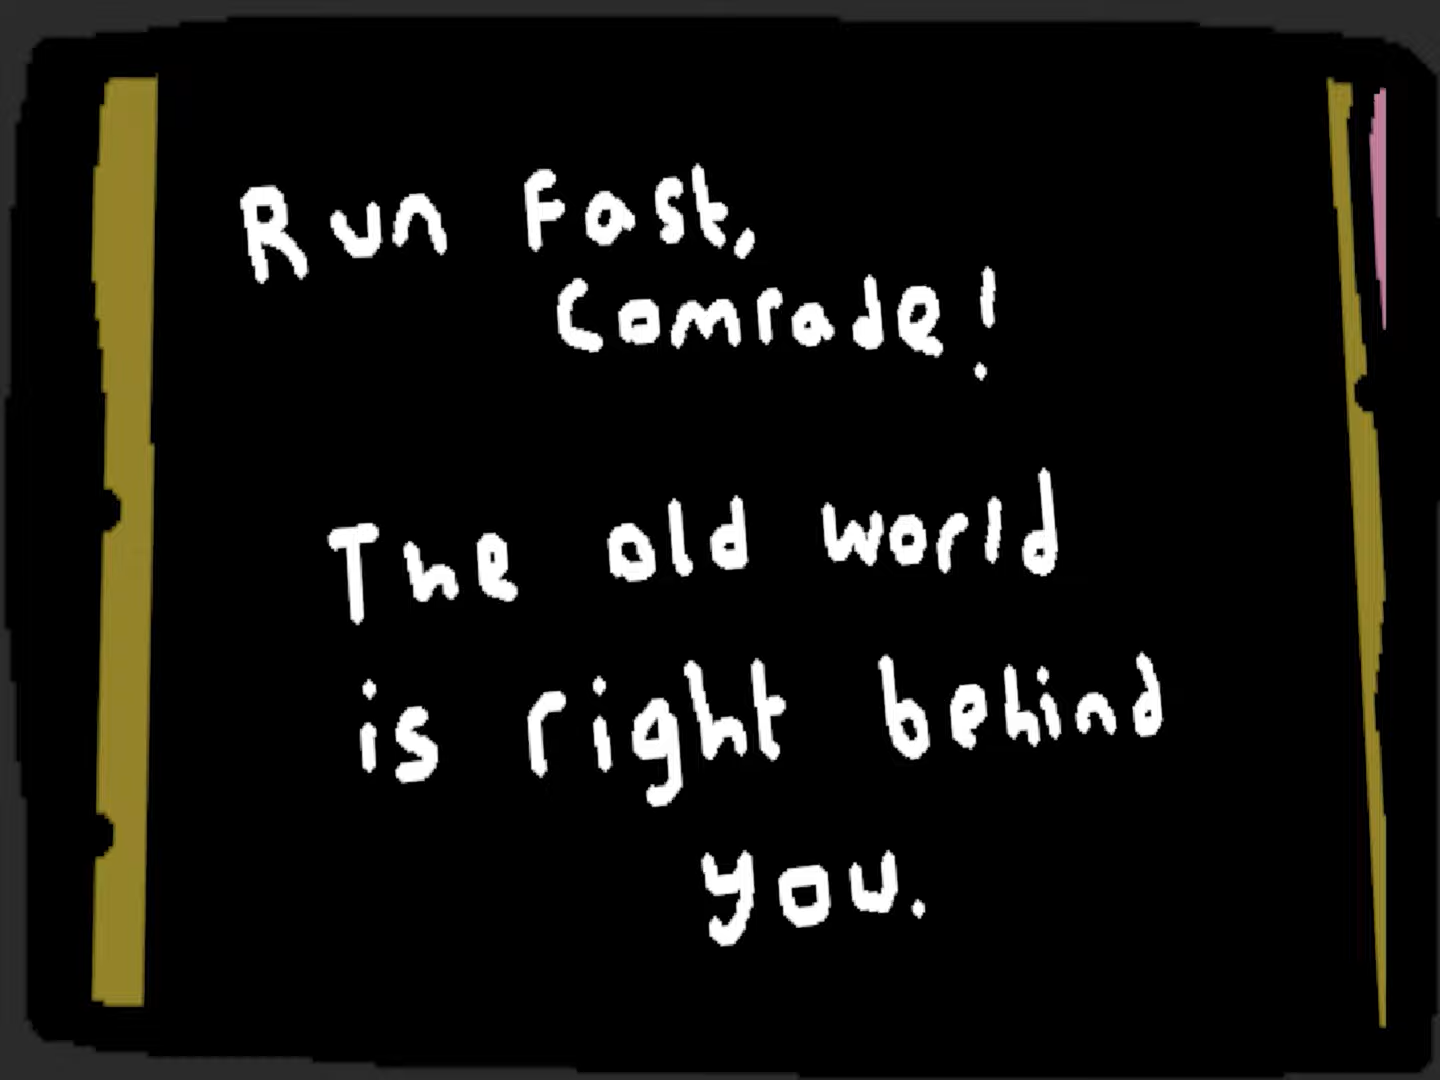 Run Fast,
Comrade!
The old world
is right behind
you.